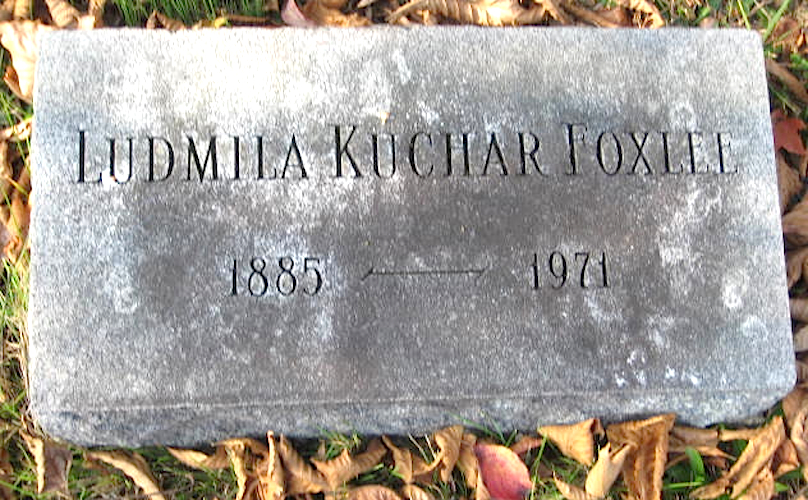 LUDMILA KUCHAR FOXLEE
1885 — 1971